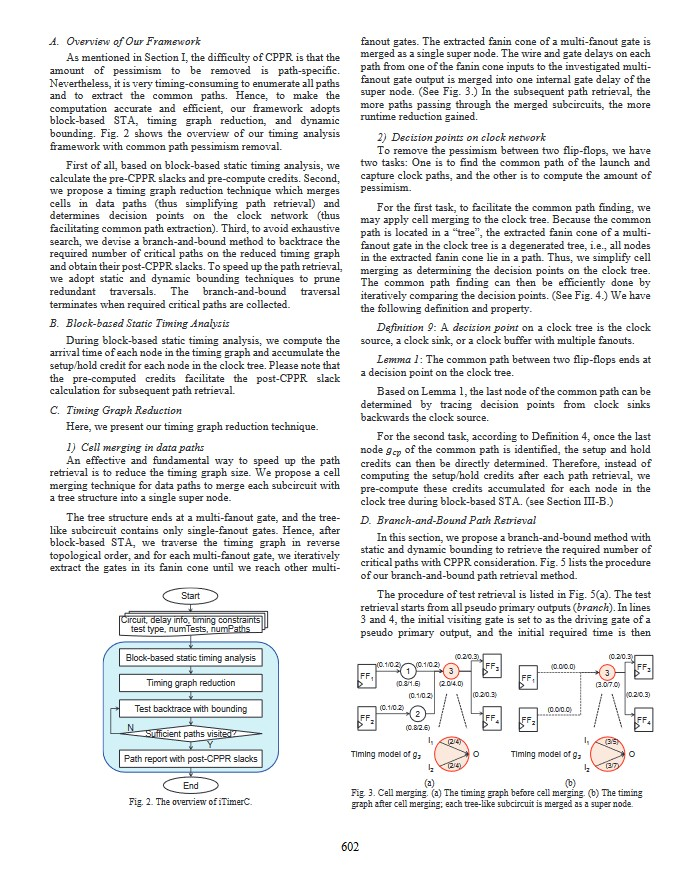 A. Overview of Our Framework
As mentioned in Section I, the difficulty of CPPR is that the
amount of pessimism to be removed is path-specific.
Nevertheless, it is very timing-consuming to enumerate all paths
and to extract the common paths. Hence, to make the
computation accurate and efficient, our framework adopts
block-based STA, timing graph reduction, and dynamic
bounding. Fig. 2 shows the overview of our timing analysis
framework with common path pessimism removal.
First of all, based on block-based static timing analysis, we
calculate the pre-CPPR slacks and pre-compute credits. Second,
we propose a timing graph reduction technique which merges
cells in data paths (thus simplifying path retrieval) and
determines decision points on the clock network (thus
facilitating common path extraction). Third, to avoid exhaustive
search, we devise a branch-and-bound method to backtrace the
required number of critical paths on the reduced timing graph
and obtain their post-CPPR slacks. To speed up the path retrieval,
we adopt static and dynamic bounding techniques to prune
redundant traversals. The branch-and-bound traversal
terminates when required critical paths are collected.
B. Block-based Static Timing Analysis
During block-based static timing analysis, we compute the
arrival time of each node in the timing graph and accumulate the
setup/hold credit for each node in the clock tree. Please note that
the pre-computed credits facilitate the post-CPPR slack
calculation for subsequent path retrieval.
C. Timing Graph Reduction
Here, we present our timing graph reduction technique.
1) Cell merging in data paths
An effective and fundamental way to speed up the path
retrieval is to reduce the timing graph size. We propose a cell
merging technique for data paths to merge each subcircuit with
a tree structure into a single super node.
The tree structure ends at a multi-fanout gate, and the tree-
like subcircuit contains only single-fanout gates. Hence, after
block-based STA, we traverse the timing graph in reverse
topological order, and for each multi-fanout gate, we iteratively
extract the gates in its fanin cone until we reach other multi-
Start
Circuit, delay info, timing constraints
test type, numTests, numPaths
Block-based static timing analysis
Timing graph reduction
Test backtrace with bounding
N
Sufficient paths visited?
Y
Path report with post-CPPR slacks
End
Fig. 2. The overview of iTimerC.
fanout gates. The extracted fanin cone of a multi-fanout gate is
merged as a single super node. The wire and gate delays on each
path from one of the fanin cone inputs to the investigated multi-
fanout gate output is merged into one internal gate delay of the
super node. (See Fig. 3.) In the subsequent path retrieval, the
more paths passing through the merged subcircuits, the more
runtime reduction gained.
2) Decision points on clock network
To remove the pessimism between two flip-flops, we have
two tasks: One is to find the common path of the launch and
capture clock paths, and the other is to compute the amount of
pessimism.
For the first task, to facilitate the common path finding, we
may apply cell merging to the clock tree. Because the common
path is located in a “tree”, the extracted fanin cone of a multi-
fanout gate in the clock tree is a degenerated tree, i.e., all nodes
in the extracted fanin cone lie in a path. Thus, we simplify cell
merging as determining the decision points on the clock tree.
The common path finding can then be efficiently done by
iteratively comparing the decision points. (See Fig. 4.) We have
the following definition and property.
Definition 9: A decision point on a clock tree is the clock
source, a clock sink, or a clock buffer with multiple fanouts.
Lemma 1: The common path between two flip-flops ends at
a decision point on the clock tree.
Based on Lemma 1, the last node of the common path can be
determined by tracing decision points from clock sinks
backwards the clock source.
For the second task, according to Definition 4, once the last
node gcp of the common path is identified, the setup and hold
credits can then be directly determined. Therefore, instead of
computing the setup/hold credits after each path retrieval, we
pre-compute these credits accumulated for each node in the
clock tree during block-based STA. (see Section III-B.)
D. Branch-and-Bound Path Retrieval
In this section, we propose a branch-and-bound method with
static and dynamic bounding to retrieve the required number of
critical paths with CPPR consideration. Fig. 5 lists the procedure
of our branch-and-bound path retrieval method.
The procedure of test retrieval is listed in Fig. 5(a). The test
retrieval starts from all pseudo primary outputs (branch). In lines
3 and 4, the initial visiting gate is set to as the driving gate of a
pseudo primary output, and the initial required time is then
(0.2/0.3)
(0.1/0.2) (0.1/0.2)
FF1 1 3 FF3
(0.8/1.6) (2.0/4.0)
(0.1/0.2) (0.2/0.3)
(0.1/0.2)
FF2 2 FF4
(0.8/2.6)
I1 (2/4)
Timing model of g3 O
I2 (2/4)
(a)
(0.2/0.3)
(0.0/0.0)
FF1 3 FF3
(3.0/7.0)
(0.2/0.3)
(0.0/0.0)
FF2 FF4
I1 (3/5)
Timing model of g3 O
I2 (3/7)
(b)
Fig. 3. Cell merging. (a) The timing graph before cell merging. (b) The timing
graph after cell merging; each tree-like subcircuit is merged as a super node.
602